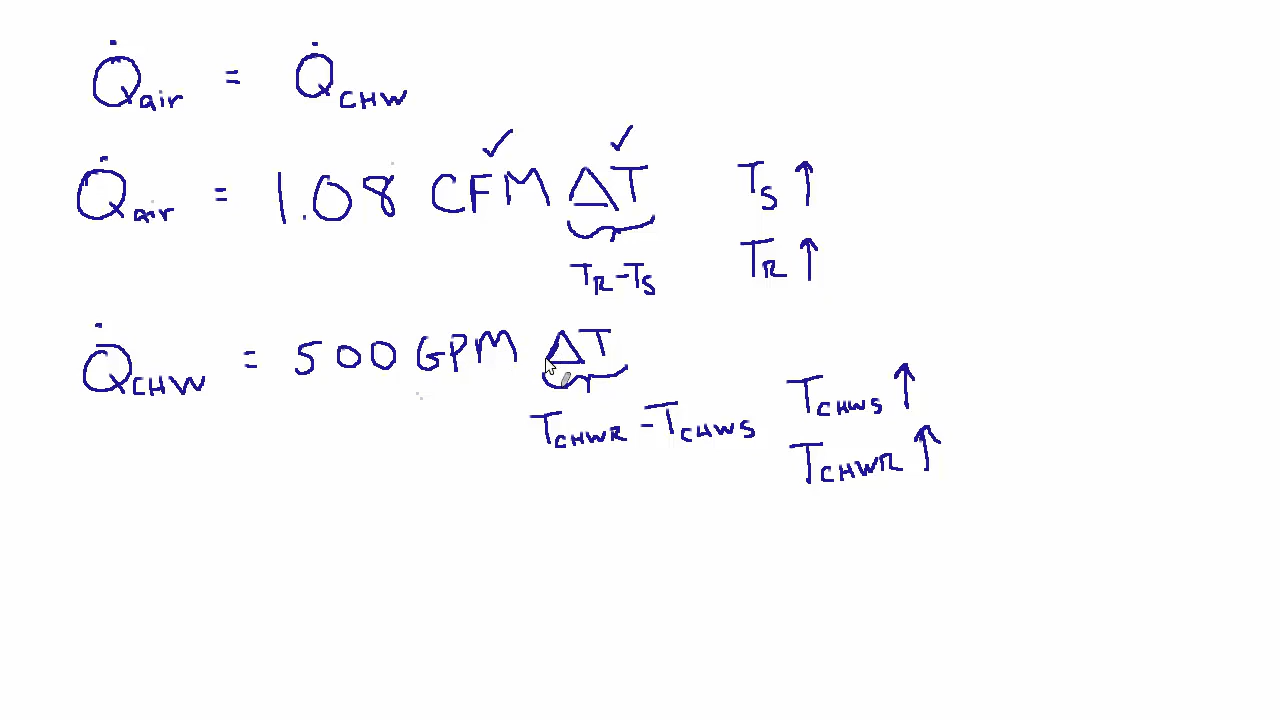 Q̇air = Q̇CHW
Q̇air = 1.08 CFM ΔT
TS ↑
TR ↑
TR - TS
Q̇CHW = 500 GPM ΔT
TCHWR - TCHWS
TCHWS ↑
TCHWR ↑